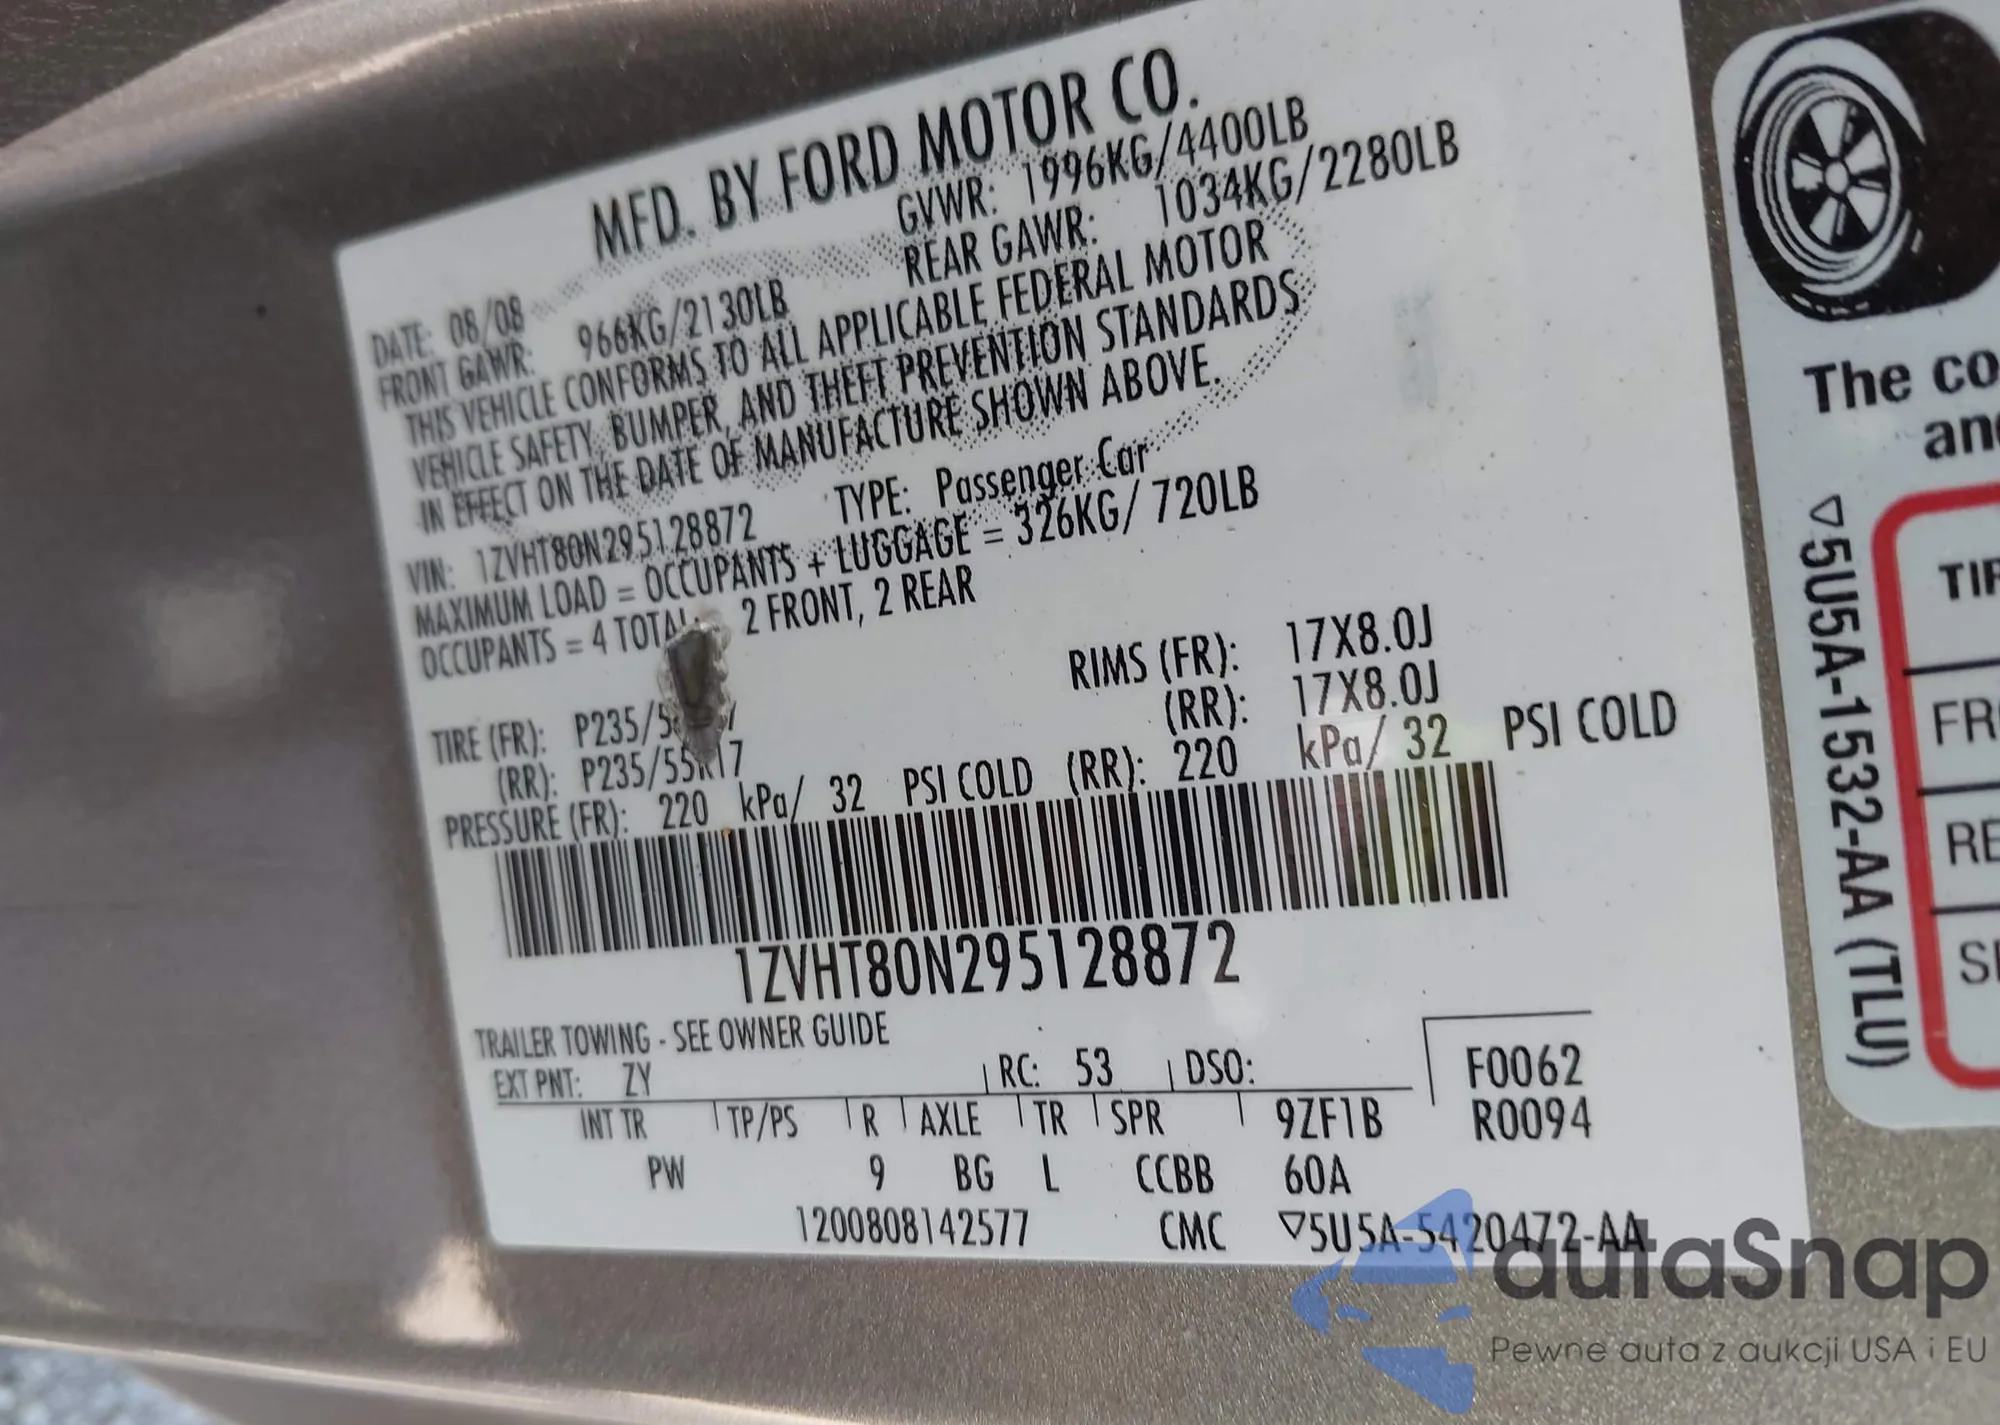 MFD. BY FORD MOTOR CO.
DATE: 08/08 GVWR: 1996KG/4400LB
FRONT GAWR: 966KG/2130LB REAR GAWR: 1034KG/2280LB
THIS VEHICLE CONFORMS TO ALL APPLICABLE FEDERAL MOTOR
VEHICLE SAFETY, BUMPER, AND THEFT PREVENTION STANDARDS
IN EFFECT ON THE DATE OF MANUFACTURE SHOWN ABOVE.
VIN: 1ZVHT80N295128872 TYPE: Passenger Car
MAXIMUM LOAD = OCCUPANTS + LUGGAGE = 326KG/ 720LB
OCCUPANTS = 4 TOTAL 2 FRONT, 2 REAR
TIRE (FR): RIMS (FR): 17X8.0J
(RR): P235/55R17 (RR): 17X8.0J
PRESSURE (FR): 220 kPa/ 32 PSI COLD (RR): 220 kPa/ 32 PSI COLD
1ZVHT80N295128872
TRAILER TOWING - SEE OWNER GUIDE
EXT PNT: ZY RC: 53 DSO: F0062
INT TR TP/PS R AXLE TR SPR 9ZF1B R0094
PW 9 BG L CCBB 60A
1200808142577 CMC ▽5U5A-5420472-AA
The co
and
▽5U5A-1532-AA (TLU)
TIR
FR
RE
autaSnap
Pewne auta z aukcji USA i EU